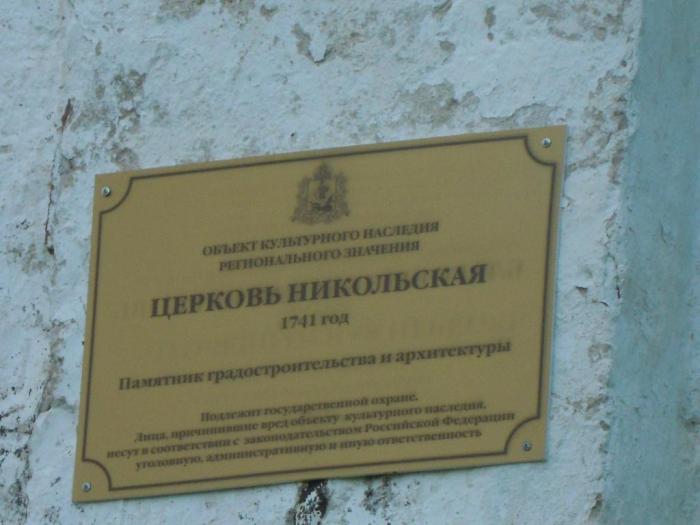 ОБЪЕКТ КУЛЬТУРНОГО НАСЛЕДИЯ
РЕГИОНАЛЬНОГО ЗНАЧЕНИЯ
ЦЕРКОВЬ НИКОЛЬСКАЯ
1741 год
Памятник градостроительства и архитектуры
Подлежит государственной охране.
Лица, причинившие вред объекту культурного наследия,
несут в соответствии с законодательством Российской Федерации
уголовную, административную и иную ответственность